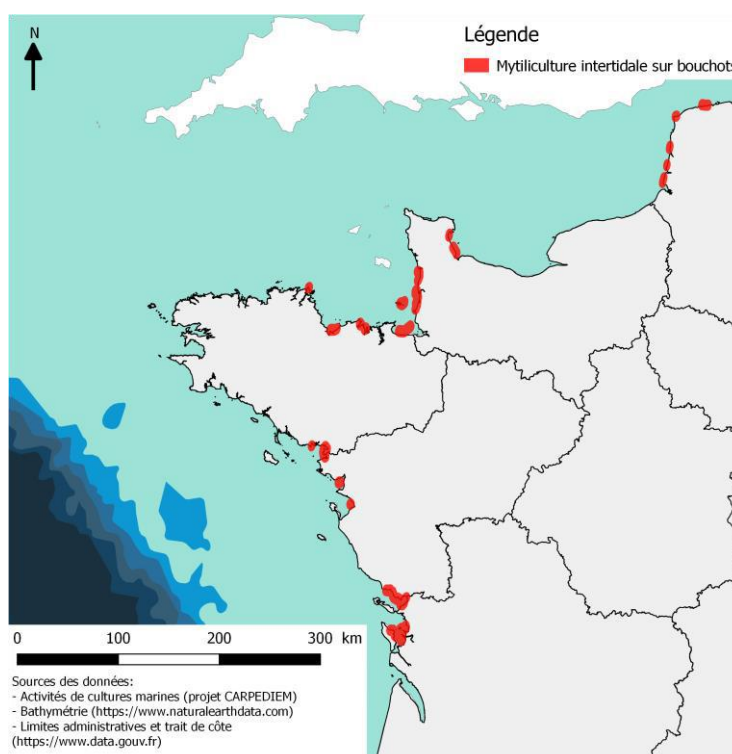 N
Légende
Mytiliculture intertidale sur bouchots
0 100 200 300 km
Sources des données:
- Activités de cultures marines (projet CARPEDIEM)
- Bathymétrie (https://www.naturalearthdata.com)
- Limites administratives et trait de côte
(https://www.data.gouv.fr)